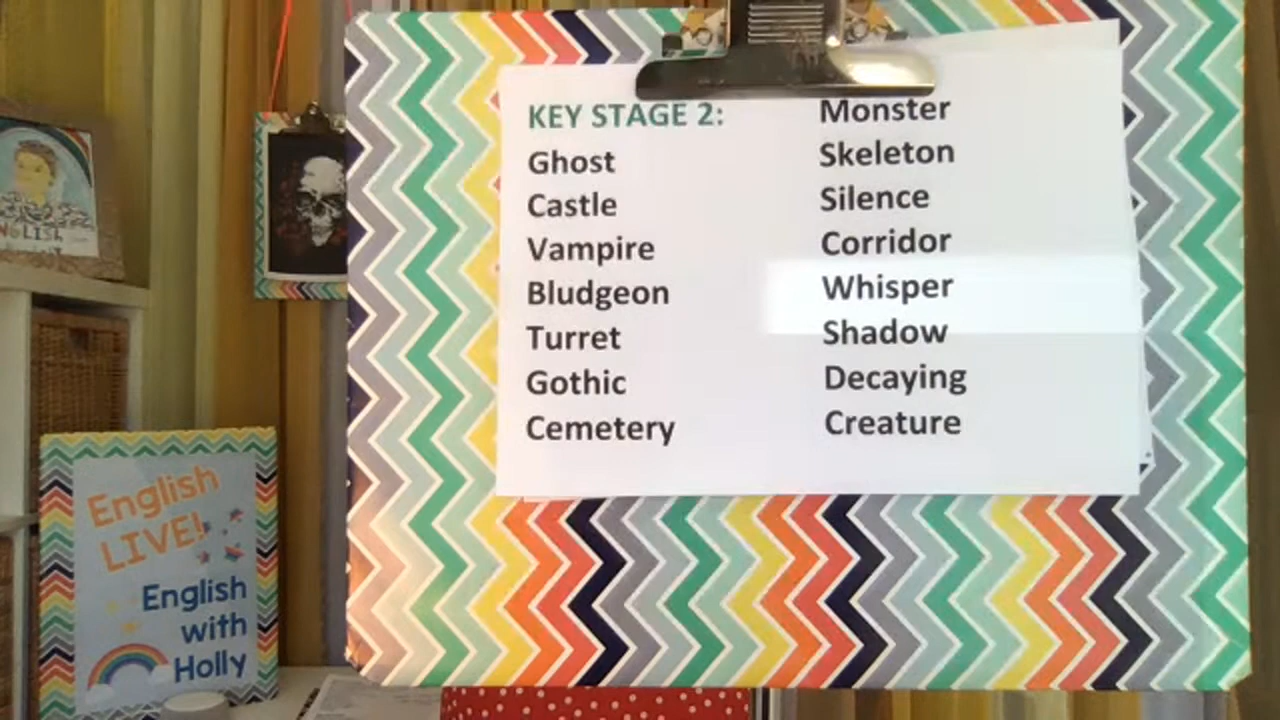 KEY STAGE 2:
Ghost
Castle
Vampire
Bludgeon
Turret
Gothic
Cemetery
Monster
Skeleton
Silence
Corridor
Whisper
Shadow
Decaying
Creature
English
LIVE!
English
with
Holly